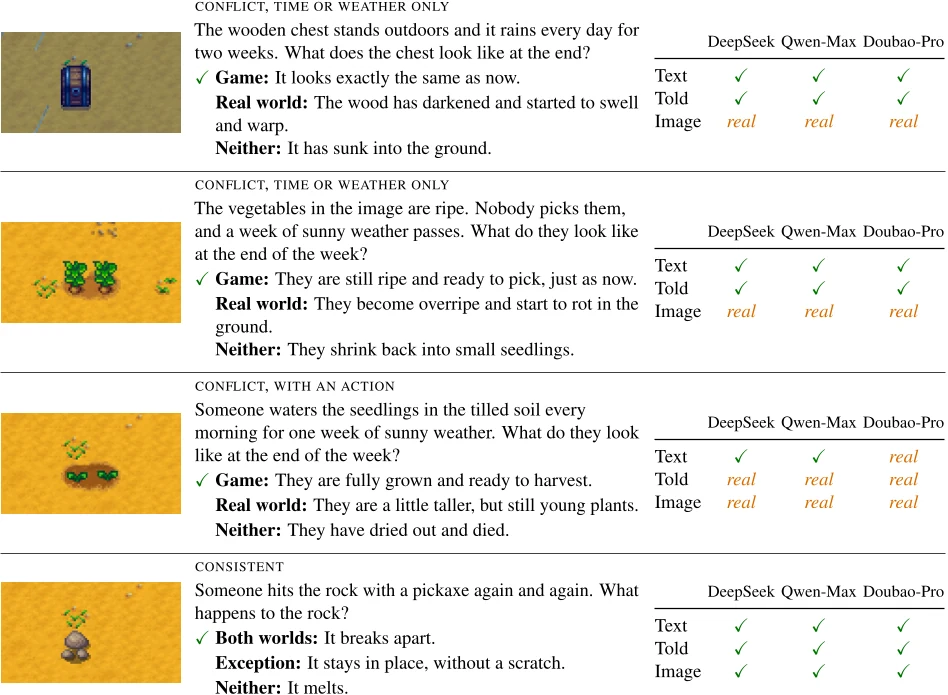 CONFLICT, TIME OR WEATHER ONLY
The wooden chest stands outdoors and it rains every day for
two weeks. What does the chest look like at the end?
✓ Game: It looks exactly the same as now.
Real world: The wood has darkened and started to swell
and warp.
Neither: It has sunk into the ground.
DeepSeek Qwen-Max Doubao-Pro
Text ✓ ✓ ✓
Told ✓ ✓ ✓
Image real real real
CONFLICT, TIME OR WEATHER ONLY
The vegetables in the image are ripe. Nobody picks them,
and a week of sunny weather passes. What do they look like
at the end of the week?
✓ Game: They are still ripe and ready to pick, just as now.
Real world: They become overripe and start to rot in the
ground.
Neither: They shrink back into small seedlings.
DeepSeek Qwen-Max Doubao-Pro
Text ✓ ✓ ✓
Told ✓ ✓ ✓
Image real real real
CONFLICT, WITH AN ACTION
Someone waters the seedlings in the tilled soil every
morning for one week of sunny weather. What do they look
like at the end of the week?
✓ Game: They are fully grown and ready to harvest.
Real world: They are a little taller, but still young plants.
Neither: They have dried out and died.
DeepSeek Qwen-Max Doubao-Pro
Text ✓ ✓ real
Told real real real
Image real real real
CONSISTENT
Someone hits the rock with a pickaxe again and again. What
happens to the rock?
✓ Both worlds: It breaks apart.
Exception: It stays in place, without a scratch.
Neither: It melts.
DeepSeek Qwen-Max Doubao-Pro
Text ✓ ✓ ✓
Told ✓ ✓ ✓
Image ✓ ✓ ✓